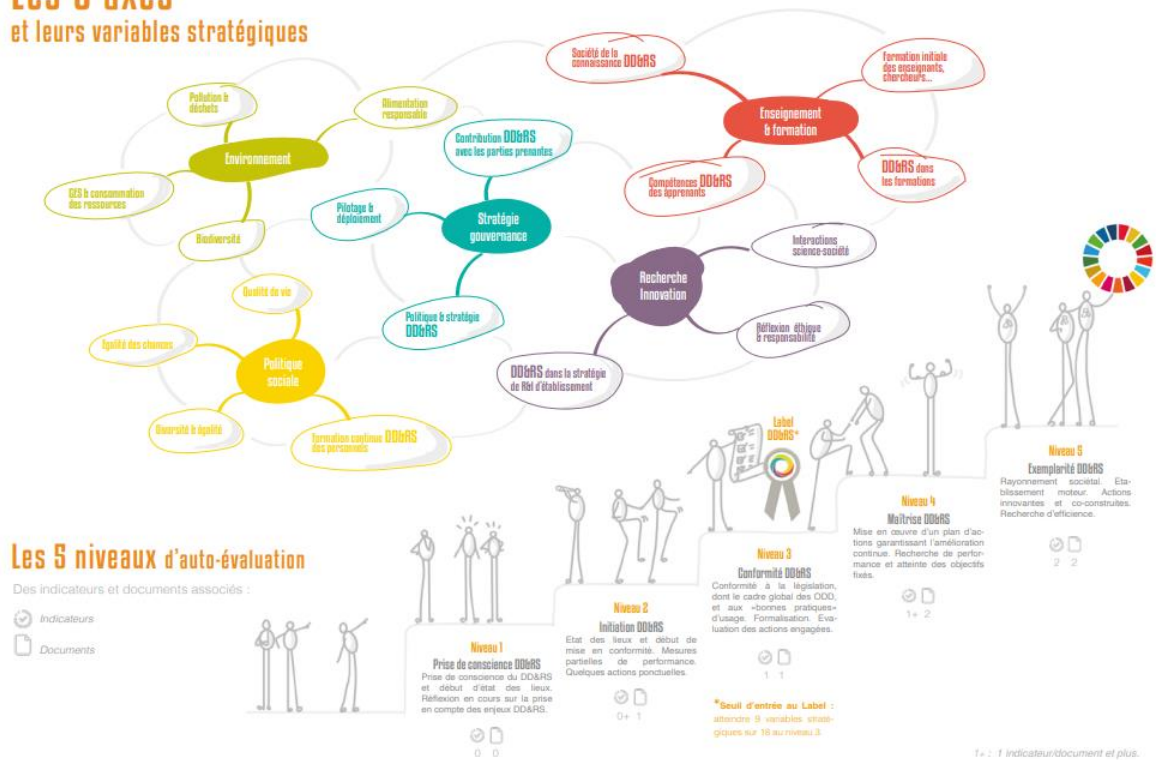 et leurs variables stratégiques
Pollution &
déchets
Alimentation
responsable
Environnement
GES & consommation
des ressources
Biodiversité
Contribution DD&RS
avec les parties prenantes
Pilotage &
déploiement
Stratégie
gouvernance
Politique & stratégie
DD&RS
Société de la
connaissance DD&RS
Formation initiale
des enseignants,
chercheurs...
Enseignement
& formation
Compétences DD&RS
des apprenants
DD&RS dans
les formations
Recherche
Innovation
Interactions
science-société
Réflexion éthique
& responsabilité
DD&RS dans la stratégie
de R&I d'établissement
Qualité de vie
Égalité des chances
Politique
sociale
Diversité & égalité
Formation continue DD&RS
des personnels
Les 5 niveaux d'auto-évaluation
Des indicateurs et documents associés :
Indicateurs
Documents
Niveau 1
Prise de conscience DD&RS
Prise de conscience du DD&RS
et début d'état des lieux.
Réflexion en cours sur la prise
en compte des enjeux DD&RS.
0 0
Niveau 2
Initiation DD&RS
Etat des lieux et début de
mise en conformité. Mesures
partielles de performance.
Quelques actions ponctuelles.
0+ 1
Label
DD&RS*
Niveau 3
Conformité DD&RS
Conformité à la législation,
dont le cadre global des ODD,
et aux «bonnes pratiques»
d'usage. Formalisation. Eva-
luation des actions engagées.
1 1
*Seuil d'entrée au Label :
atteindre 9 variables straté-
giques sur 18 au niveau 3.
Niveau 4
Maîtrise DD&RS
Mise en œuvre d'un plan d'ac-
tions garantissant l'amélioration
continue. Recherche de perfor-
mance et atteinte des objectifs
fixés.
1+ 2
Niveau 5
Exemplarité DD&RS
Rayonnement sociétal. Eta-
blissement moteur. Actions
innovantes et co-construites.
Recherche d'efficience.
2 2
1+ : 1 indicateur/document et plus.